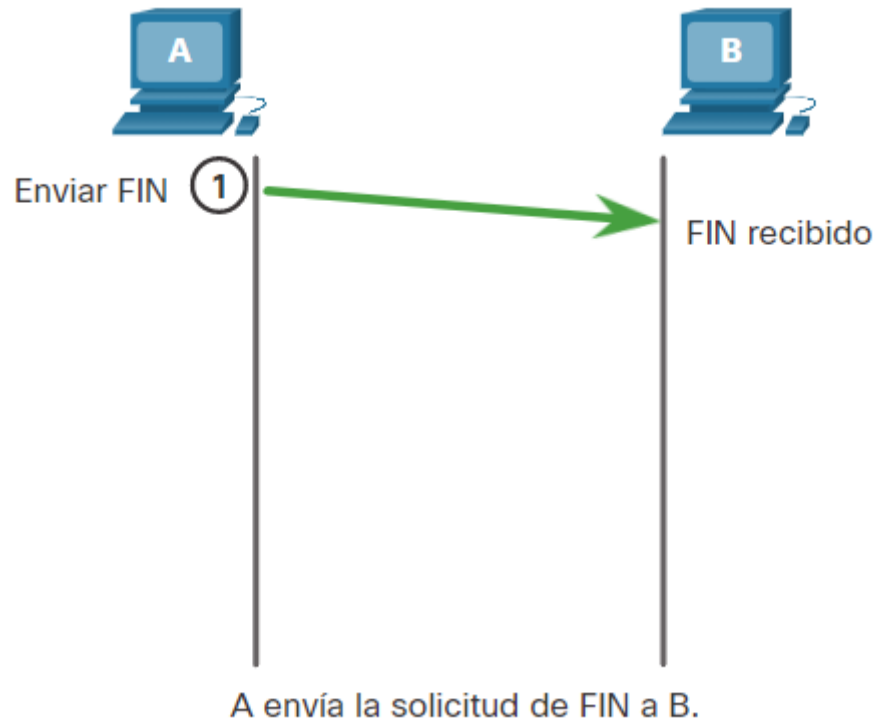 A
B
Enviar FIN 1
FIN recibido
A envía la solicitud de FIN a B.